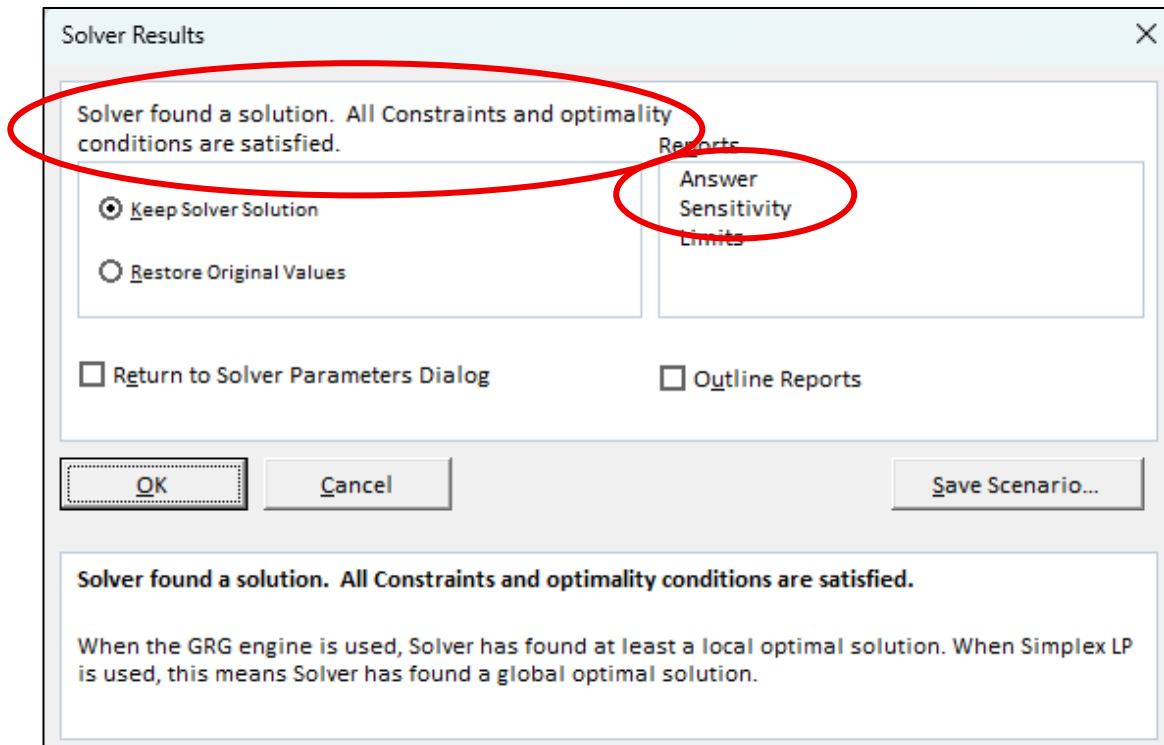 Solver Results
Solver found a solution.  All Constraints and optimality
conditions are satisfied.
Reports
Answer
Sensitivity
Limits
Keep Solver Solution
Restore Original Values
Return to Solver Parameters Dialog
Outline Reports
OK
Cancel
Save Scenario...
Solver found a solution.  All Constraints and optimality conditions are satisfied.
When the GRG engine is used, Solver has found at least a local optimal solution. When Simplex LP
is used, this means Solver has found a global optimal solution.